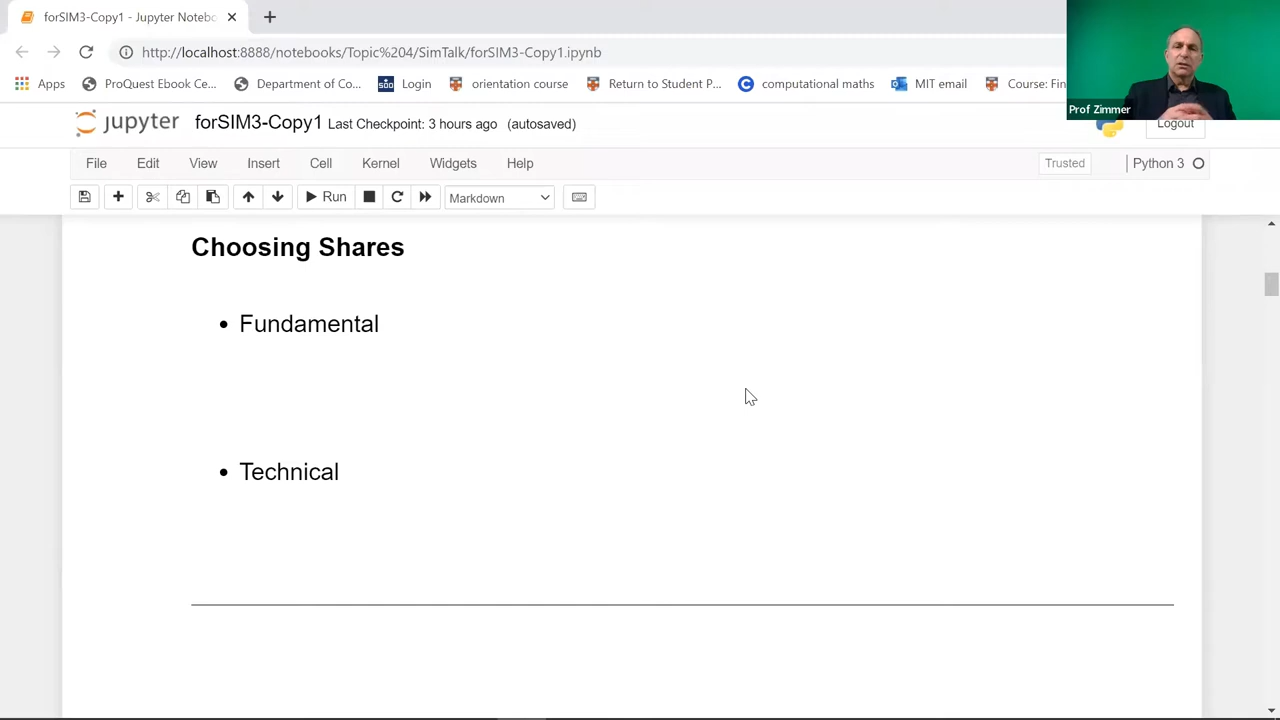 forSIM3-Copy1 - Jupyter Notebo
http://localhost:8888/notebooks/Topic%204/SimTalk/forSIM3-Copy1.ipynb
Apps ProQuest Ebook Ce... Department of Co... Login orientation course Return to Student P... computational maths MIT email Course: Fin
Prof Zimmer
jupyter forSIM3-Copy1 Last Checkpoint: 3 hours ago (autosaved) Logout
File Edit View Insert Cell Kernel Widgets Help Trusted Python 3
Run Markdown
Choosing Shares
• Fundamental
• Technical